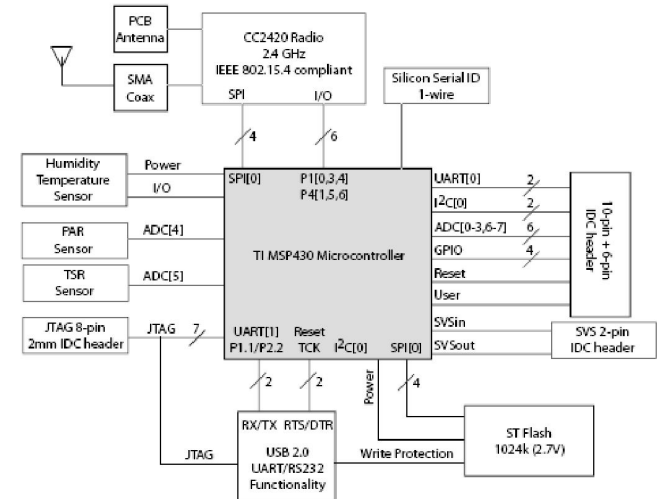 PCB
Antenna
CC2420 Radio
2.4 GHz
IEEE 802.15.4 compliant
SPI I/O
SMA
Coax
Silicon Serial ID
1-wire
4
6
Humidity
Temperature
Sensor
Power
I/O
SPI[0] P1[0,3,4]
P4[1,5,6]
UART[0] 2
I2C[0] 2
ADC[0-3,6-7] 6
GPIO 4
Reset
User
10-pin + 6-pin
IDC header
PAR
Sensor
ADC[4]
TI MSP430 Microcontroller
TSR
Sensor
ADC[5]
JTAG 8-pin
2mm IDC header
JTAG 7
UART[1] Reset
P1.1/P2.2 TCK I2C[0] SPI[0]
SVSin
SVSout
SVS 2-pin
IDC header
2
2
Power
4
RX/TX RTS/DTR
USB 2.0
UART/RS232
Functionality
JTAG
Write Protection
ST Flash
1024k (2.7V)